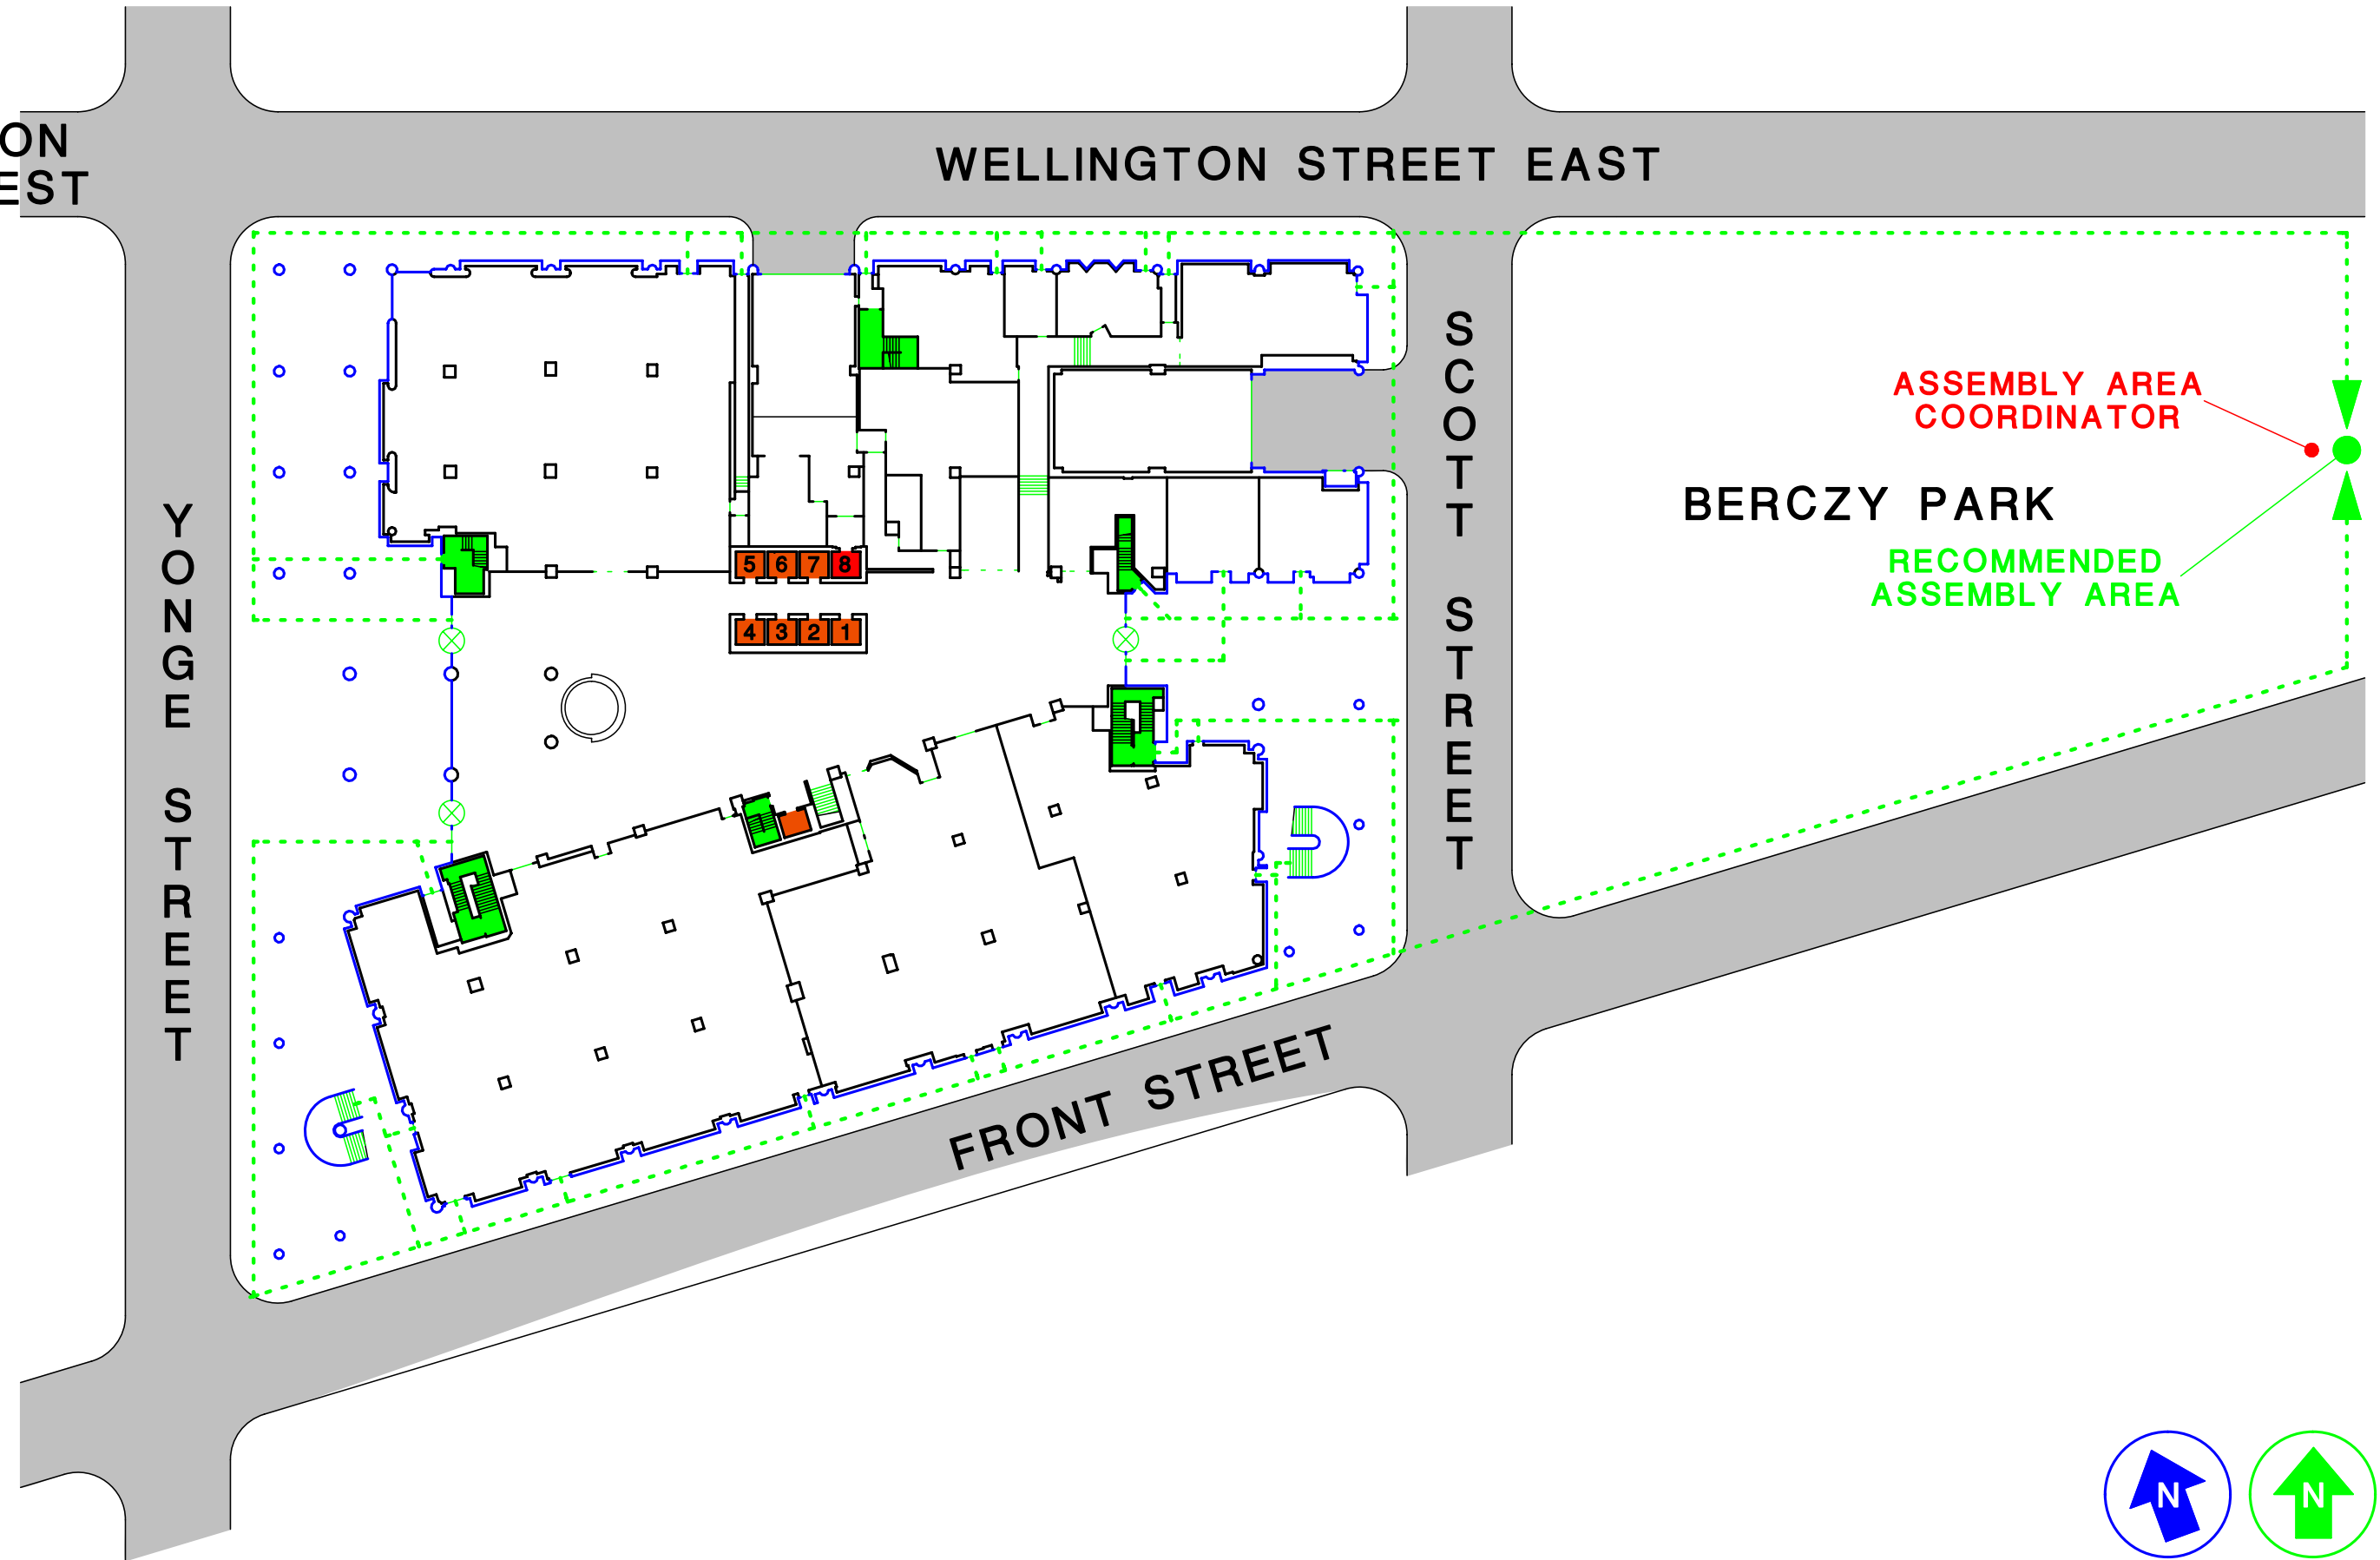 ON
EST
WELLINGTON STREET EAST
YONGE STREET
SCOTT STREET
ASSEMBLY AREA
COORDINATOR
BERCZY PARK
RECOMMENDED
ASSEMBLY AREA
5 6 7 8
4 3 2 1
FRONT STREET
N N